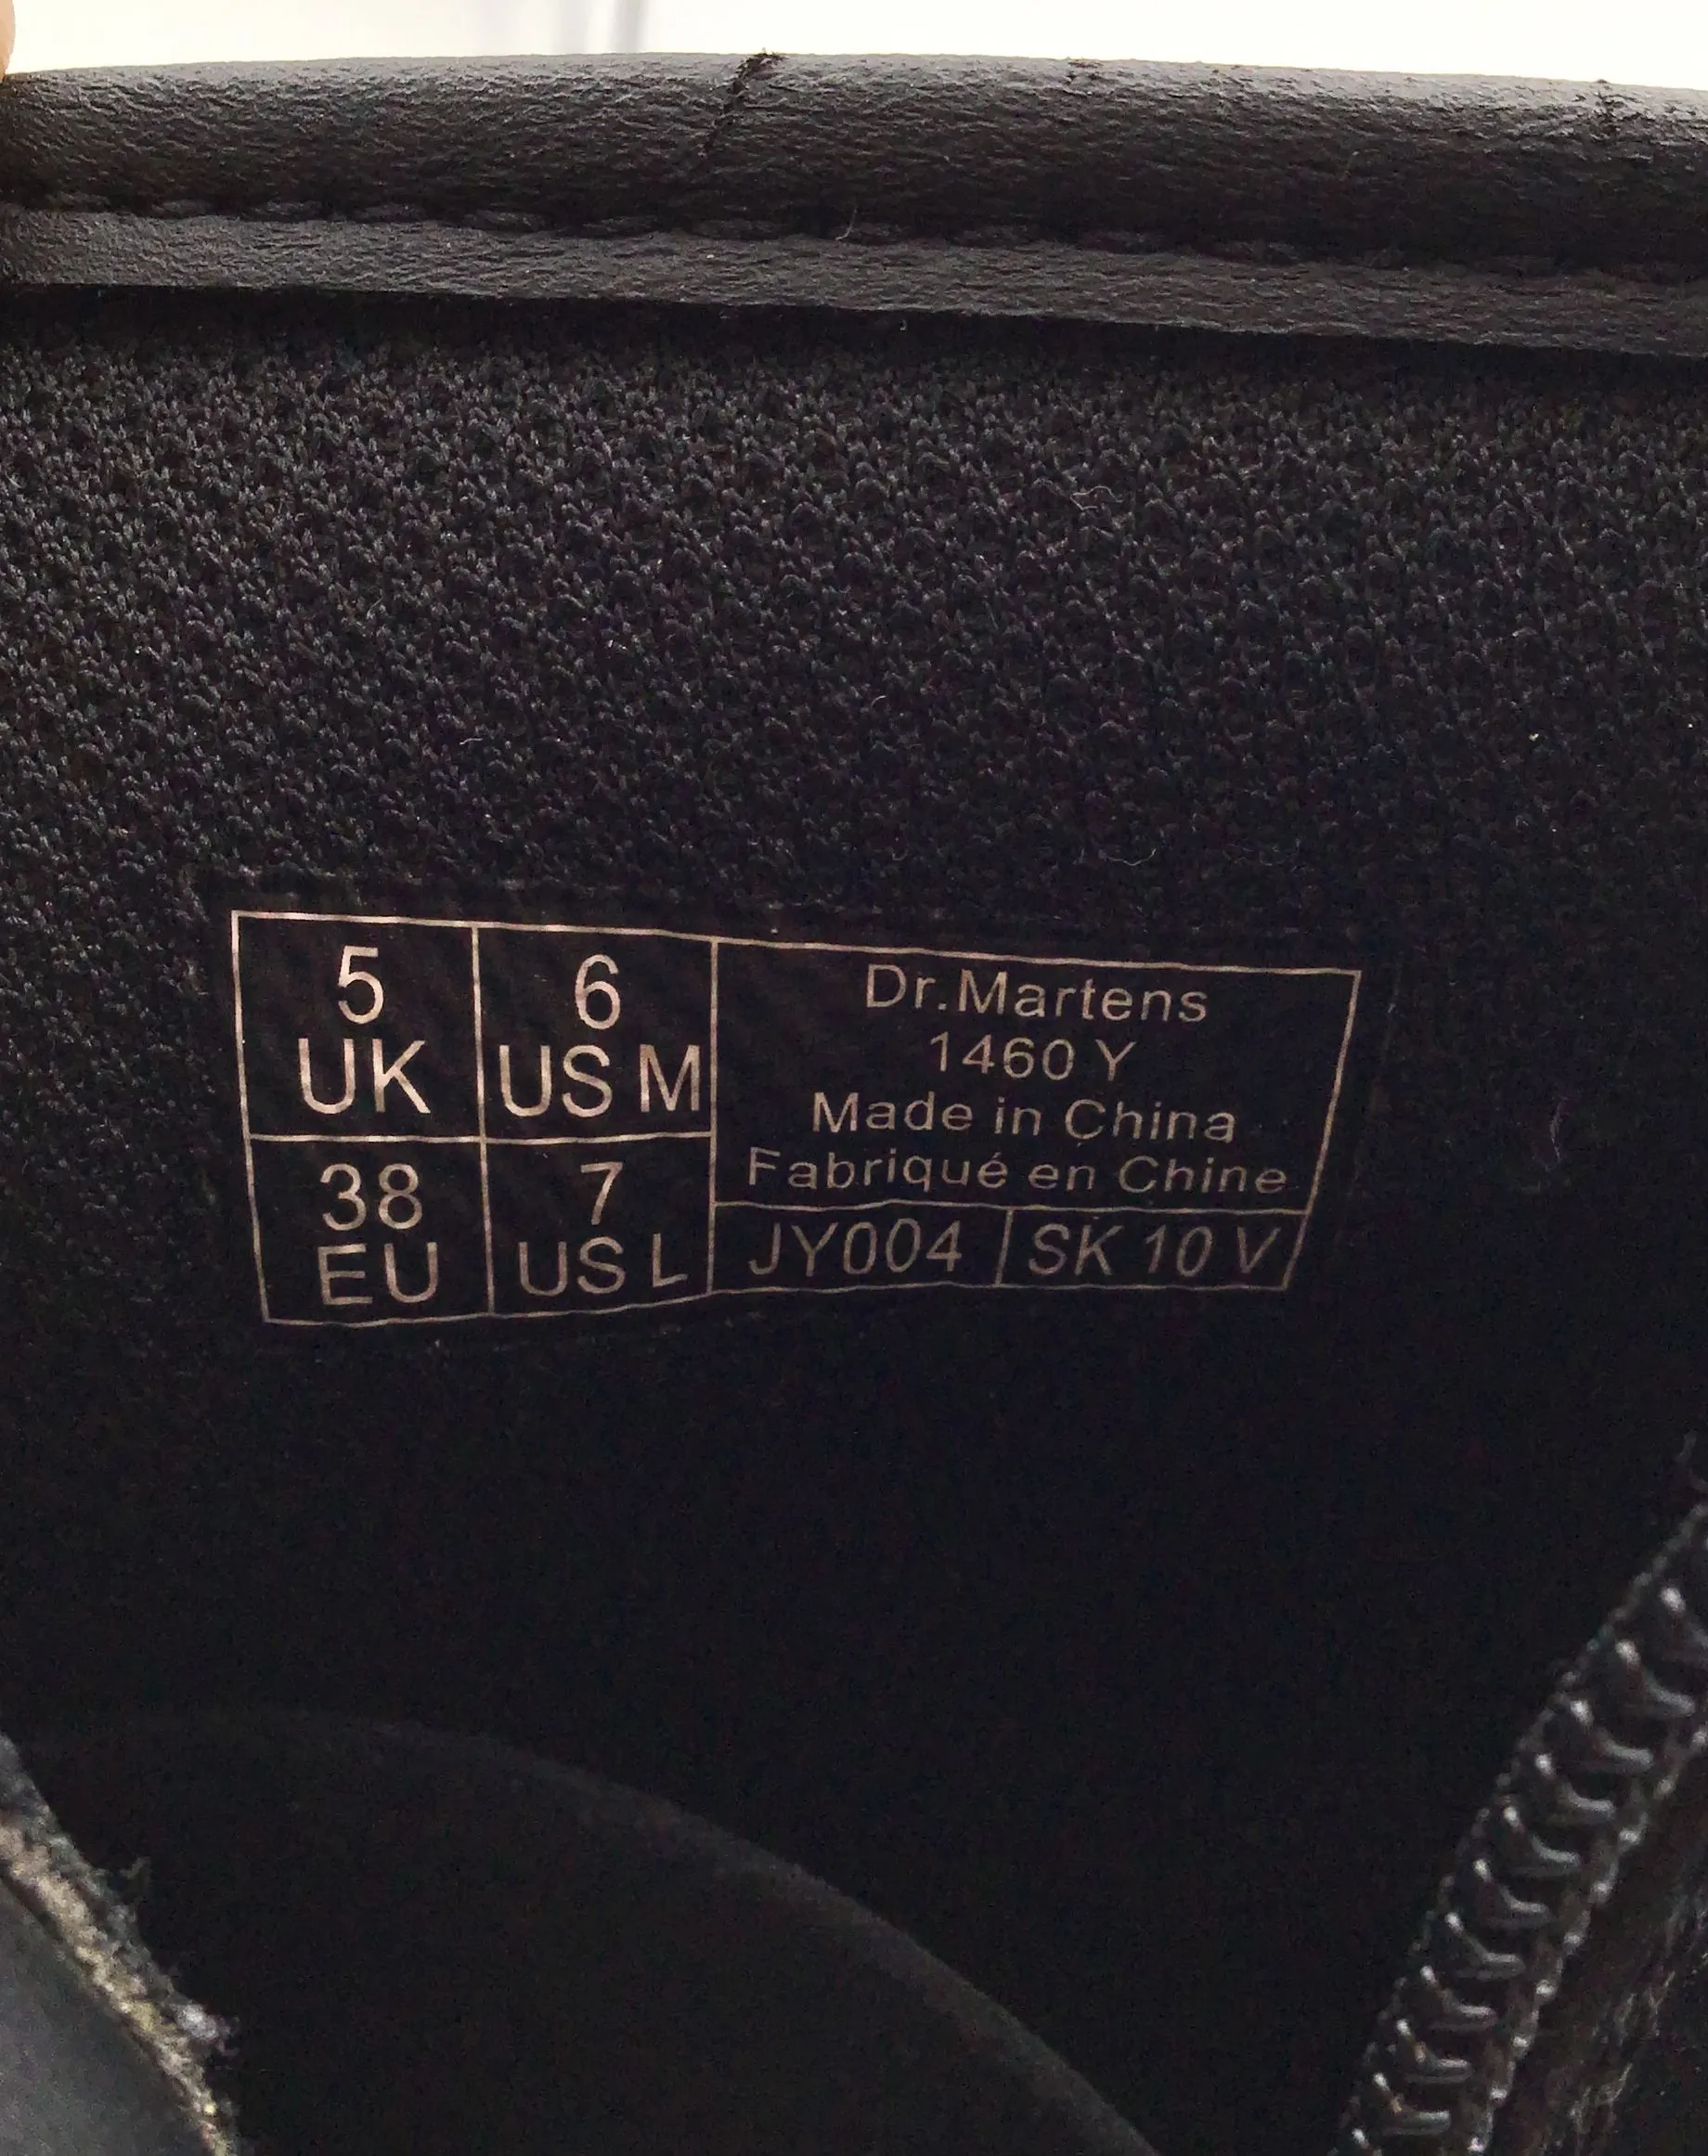 5
UK
6
US M
38
EU
7
US L
Dr.Martens
1460 Y
Made in China
Fabriqué en Chine
JY004
SK 10 V